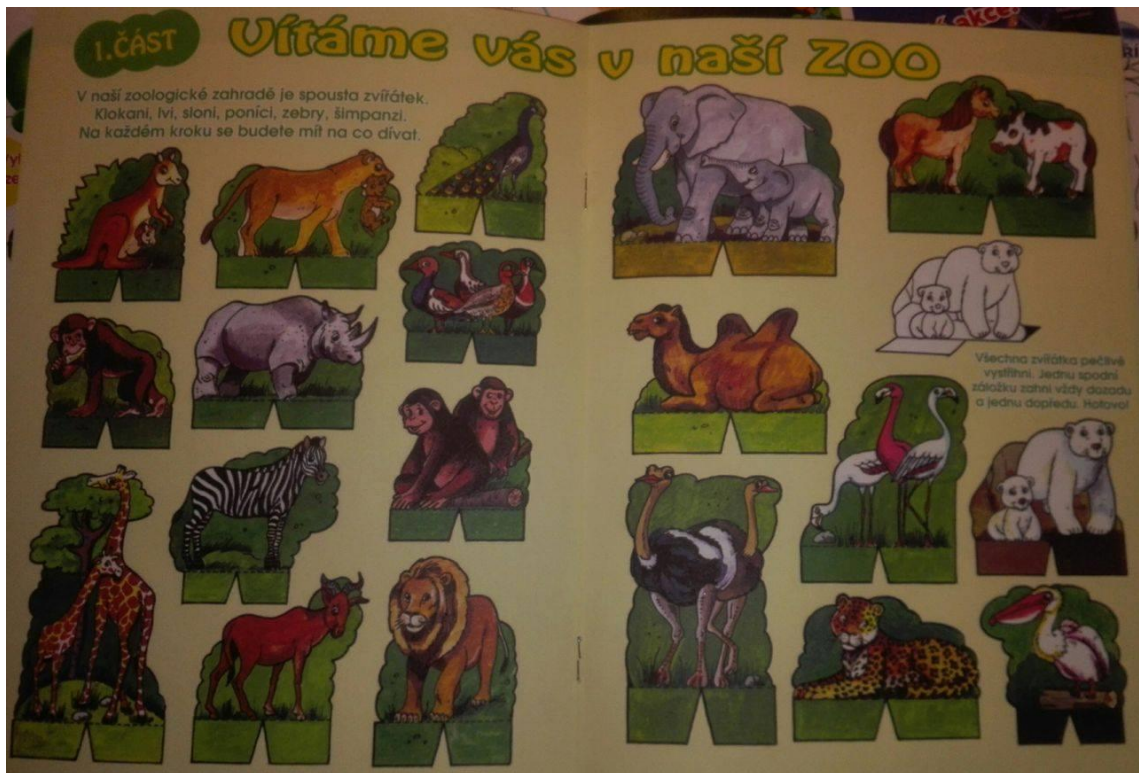 1. ČÁST
Vítáme vás v naší ZOO
V naší zoologické zahradě je spousta zvířátek.
Klokani, lvi, sloni, poníci, zebry, šimpanzi.
Na každém kroku se budete mít na co dívat.
Všechna zvířátka pečlivě
vystřihni. Jednu spodní
záložku zahni vždy dozadu
a jednu dopředu. Hotovo!
akce!